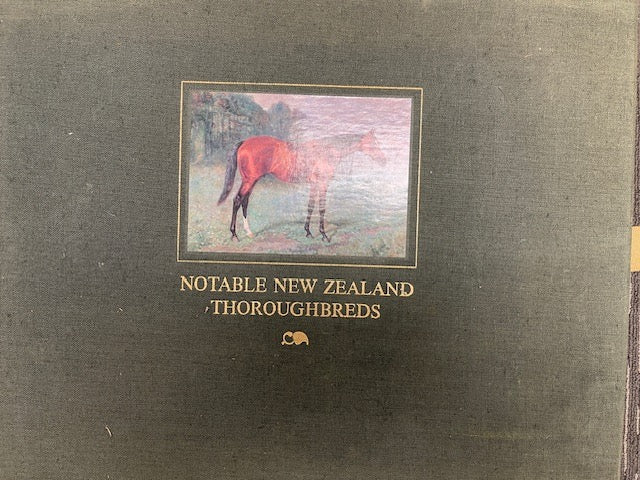 NOTABLE NEW ZEALAND
THOROUGHBREDS